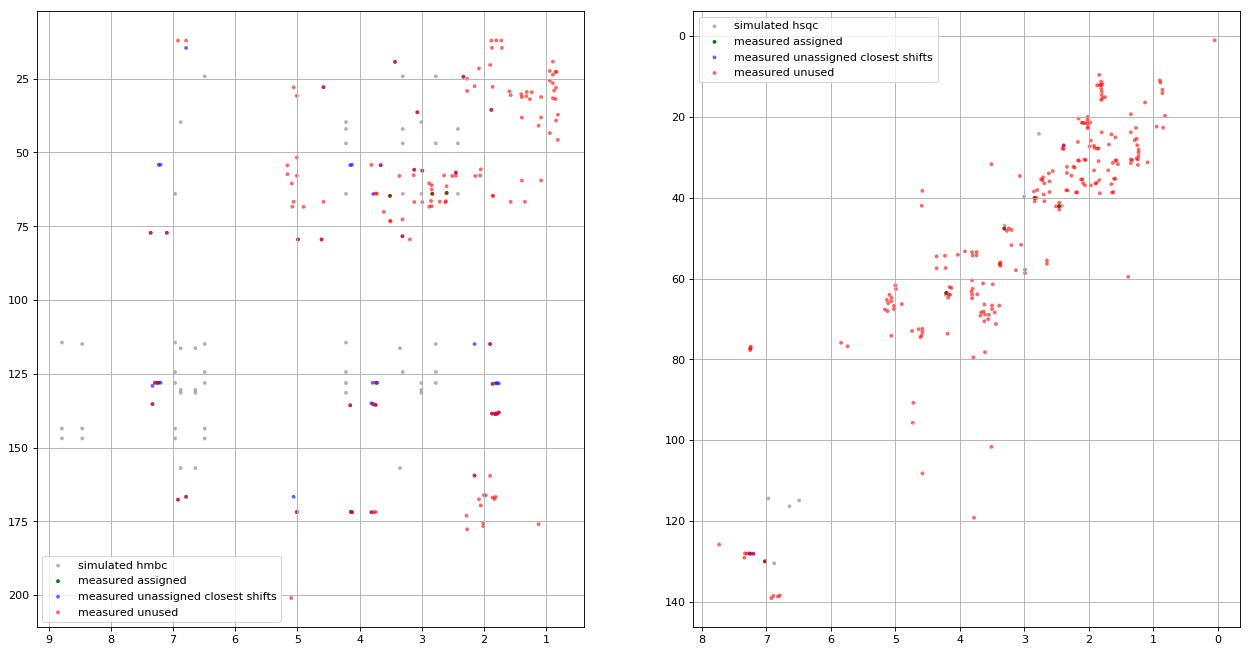 25
50
75
100
125
150
175
200
9 8 7 6 5 4 3 2 1
simulated hmbc
measured assigned
measured unassigned closest shifts
measured unused
simulated hsqc
measured assigned
measured unassigned closest shifts
measured unused
0
20
40
60
80
100
120
140
8 7 6 5 4 3 2 1 0